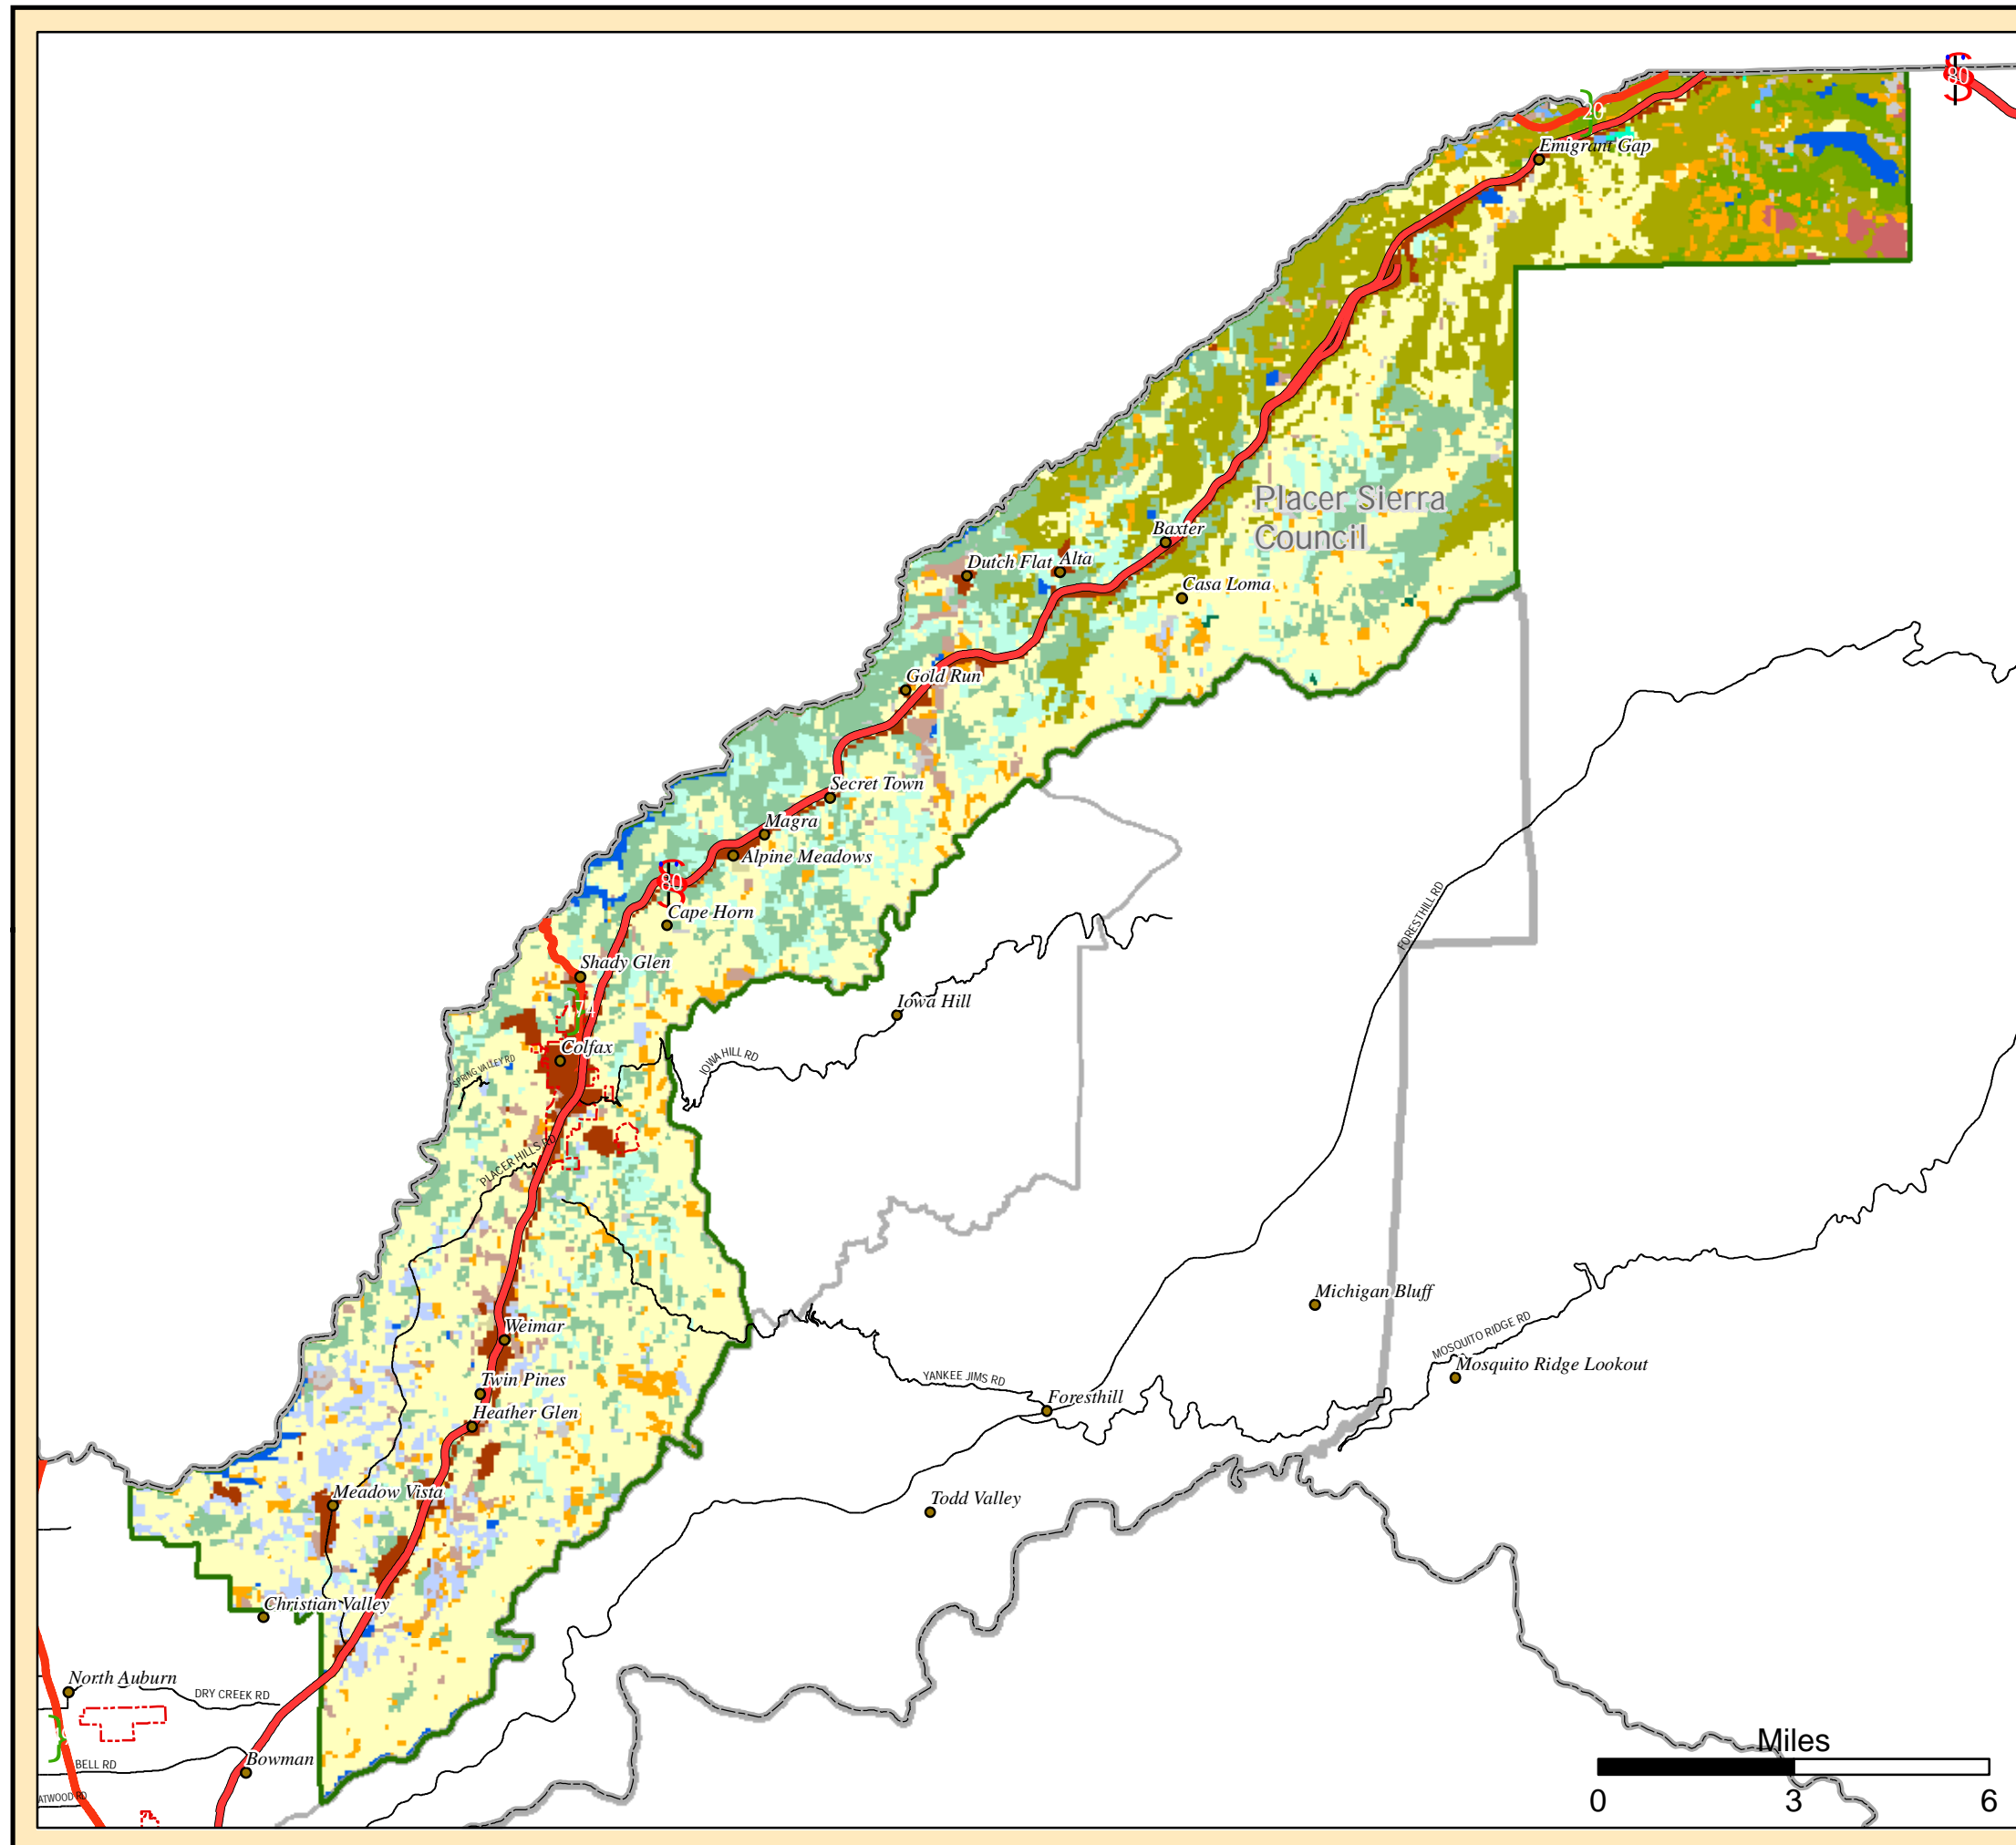 80
20
Emigrant Gap
Placer Sierra
Council
Baxter
Dutch Flat
Alta
Casa Loma
Gold Run
Secret Town
Magra
Alpine Meadows
80
Cape Horn
FORESTHILL RD
Shady Glen
174
Iowa Hill
Colfax
IOWA HILL RD
SPRING VALLEY RD
PLACER HILLS RD
Michigan Bluff
Weimar
MOSQUITO RIDGE RD
Mosquito Ridge Lookout
Twin Pines
YANKEE JIMS RD
Foresthill
Heather Glen
Meadow Vista
Todd Valley
Christian Valley
North Auburn
DRY CREEK RD
Miles
Bowman
BELL RD
ATWOOD RD
0 3 6